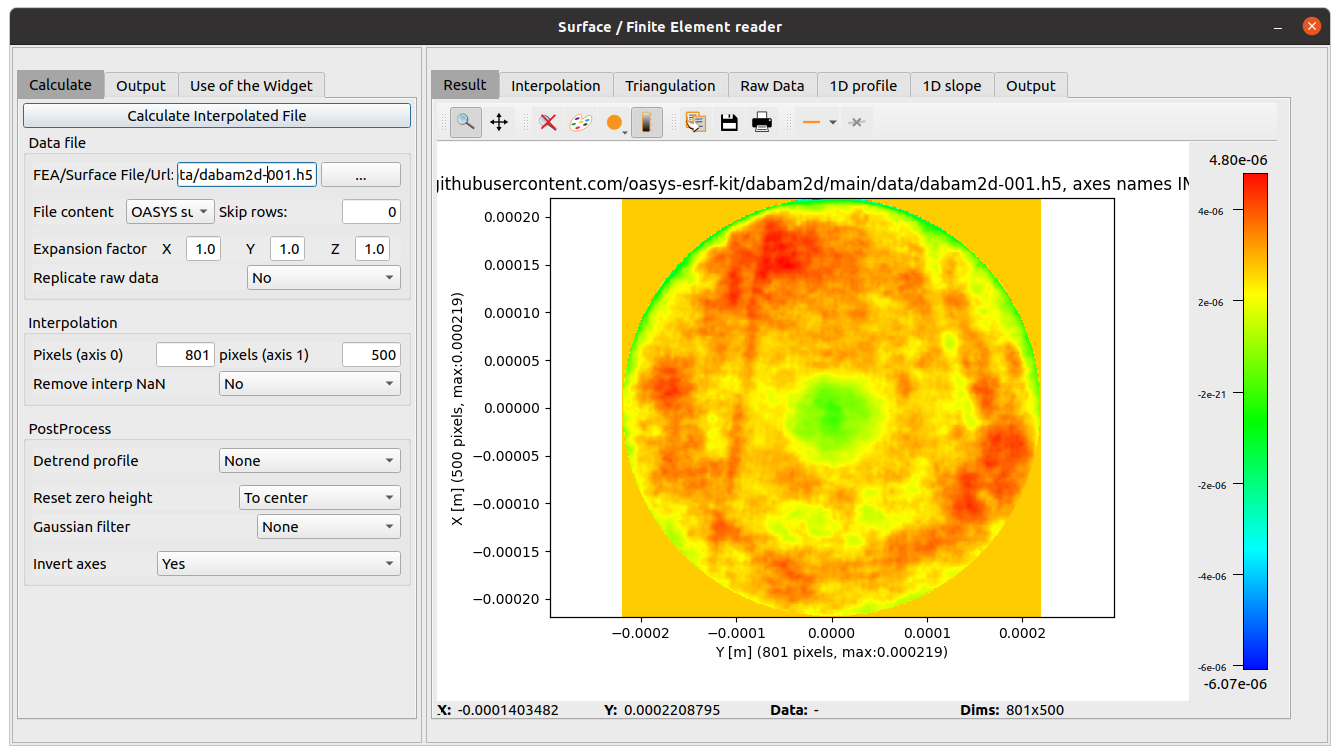 Surface / Finite Element reader
Calculate Output Use of the Widget
Calculate Interpolated File
Data file
FEA/Surface File/Url: ta/dabam2d-001.h5 ...
File content OASYS su Skip rows: 0
Expansion factor X 1.0 Y 1.0 Z 1.0
Replicate raw data No
Interpolation
Pixels (axis 0) 801 pixels (axis 1) 500
Remove interp NaN No
PostProcess
Detrend profile None
Reset zero height To center
Gaussian filter None
Invert axes Yes
Result Interpolation Triangulation Raw Data 1D profile 1D slope Output
githubusercontent.com/oasys-esrf-kit/dabam2d/main/data/dabam2d-001.h5, axes names IN
0.00020
0.00015
0.00010
0.00005
0.00000
−0.00005
−0.00010
−0.00015
−0.00020
X [m] (500 pixels, max:0.000219)
−0.0002 −0.0001 0.0000 0.0001 0.0002
Y [m] (801 pixels, max:0.000219)
4.80e-06
4e-06
2e-06
-2e-21
-2e-06
-4e-06
-6e-06
-6.07e-06
X: -0.0001403482 Y: 0.0002208795 Data: - Dims: 801x500